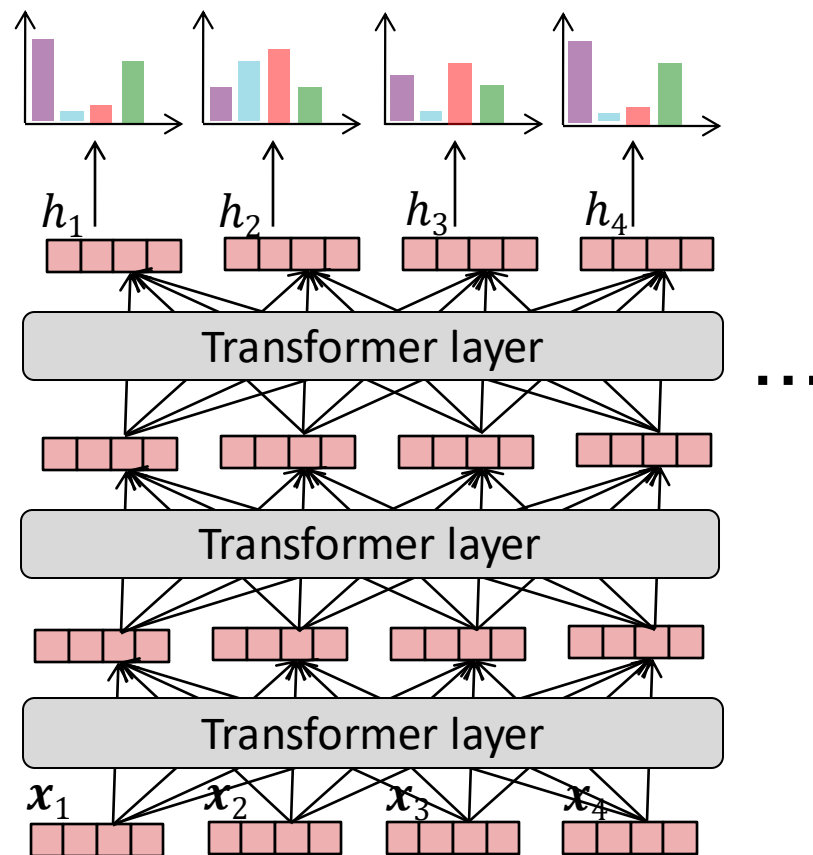 h₁ h₂ h₃ h₄
Transformer layer
...
Transformer layer
Transformer layer
x₁ x₂ x₃ x₄